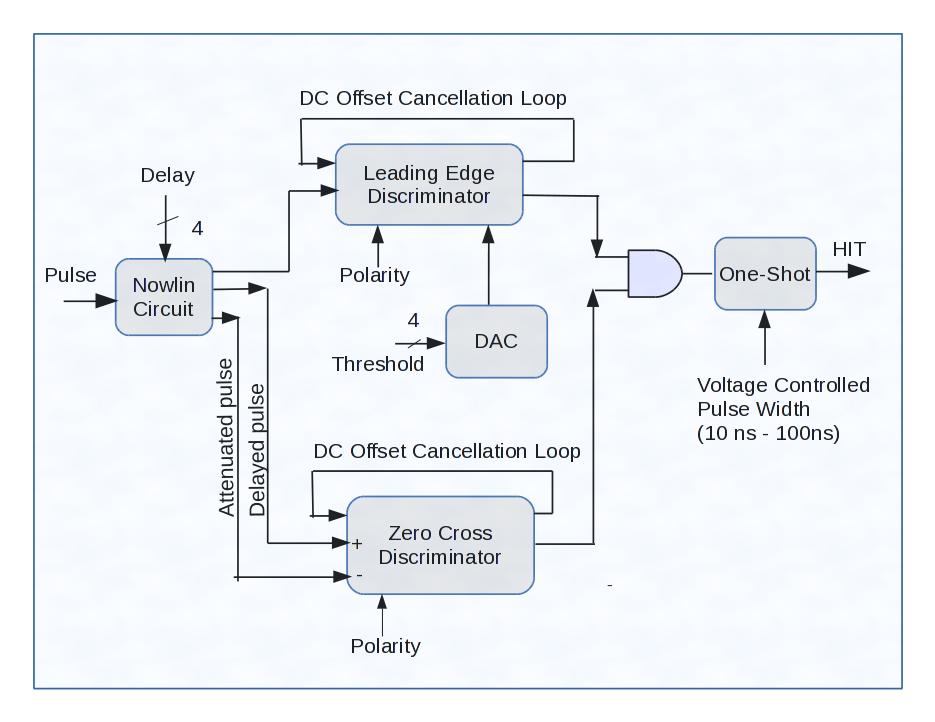 DC Offset Cancellation Loop
Leading Edge
Discriminator
Delay
4
Pulse
Nowlin
Circuit
Polarity
HIT
One-Shot
4
Threshold
DAC
Voltage Controlled
Pulse Width
(10 ns - 100ns)
Attenuated pulse
Delayed pulse
DC Offset Cancellation Loop
Zero Cross
Discriminator
+
-
-
Polarity